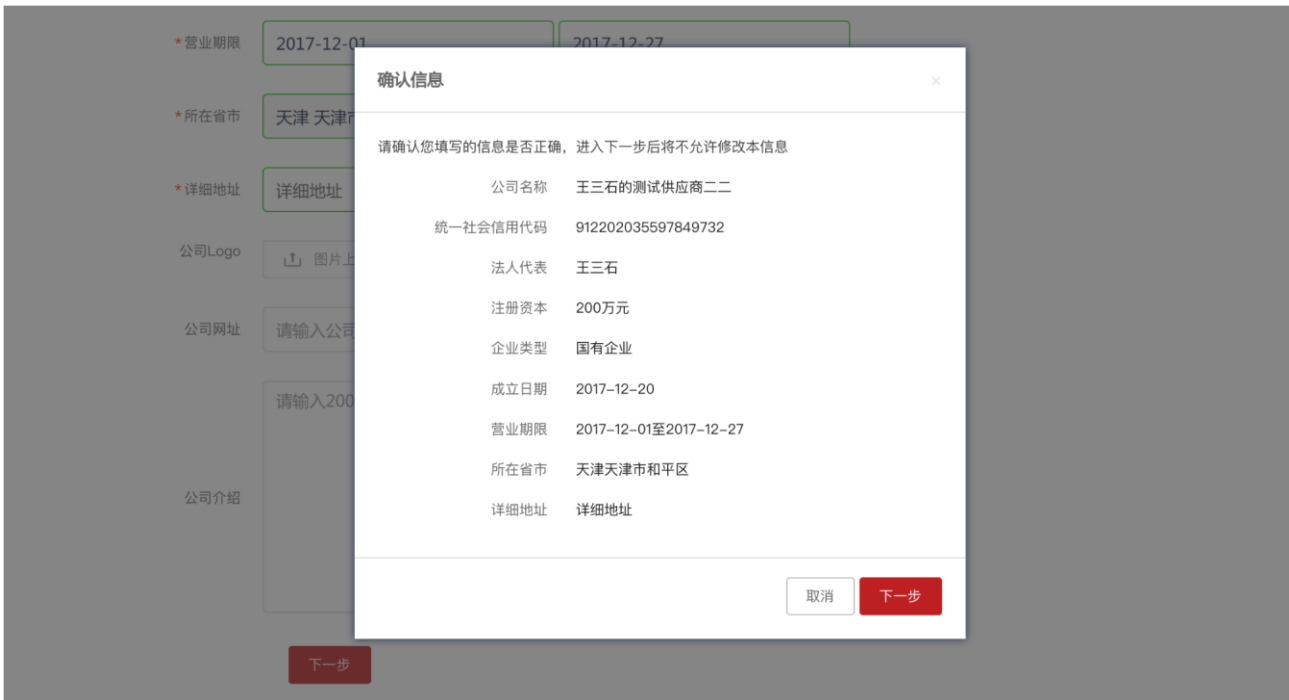 *营业期限 2017-12-01 2017-12-27
确认信息 ×
*所在省市 天津 天津市
请确认您填写的信息是否正确，进入下一步后将不允许修改本信息
公司名称 王三石的测试供应商二二
*详细地址 详细地址
统一社会信用代码 912202035597849732
公司Logo 图片上
法人代表 王三石
注册资本 200万元
公司网址 请输入公司
企业类型 国有企业
成立日期 2017-12-20
请输入200
营业期限 2017-12-01至2017-12-27
所在省市 天津天津市和平区
公司介绍
详细地址 详细地址
取消 下一步
下一步